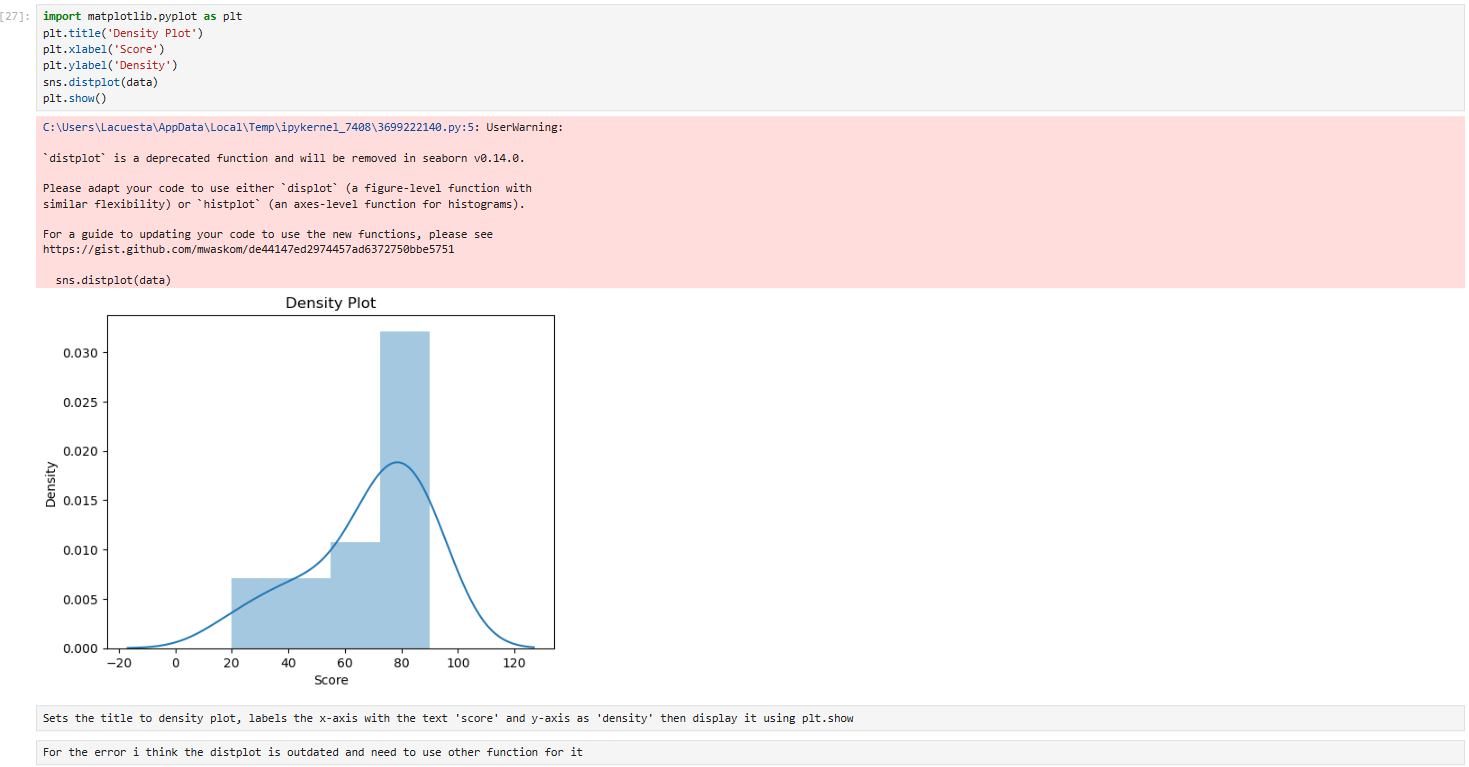 [27]:
import matplotlib.pyplot as plt
plt.title('Density Plot')
plt.xlabel('Score')
plt.ylabel('Density')
sns.distplot(data)
plt.show()
C:\Users\Lacuesta\AppData\Local\Temp\ipykernel_7408\3699222140.py:5: UserWarning:
`distplot` is a deprecated function and will be removed in seaborn v0.14.0.
Please adapt your code to use either `displot` (a figure-level function with
similar flexibility) or `histplot` (an axes-level function for histograms).
For a guide to updating your code to use the new functions, please see
https://gist.github.com/mwaskom/de44147ed2974457ad6372750bbe5751
sns.distplot(data)
Density Plot
0.030
0.025
0.020
0.015
0.010
0.005
0.000
Density
−20 0 20 40 60 80 100 120
Score
Sets the title to density plot, labels the x-axis with the text 'score' and y-axis as 'density' then display it using plt.show
For the error i think the distplot is outdated and need to use other function for it